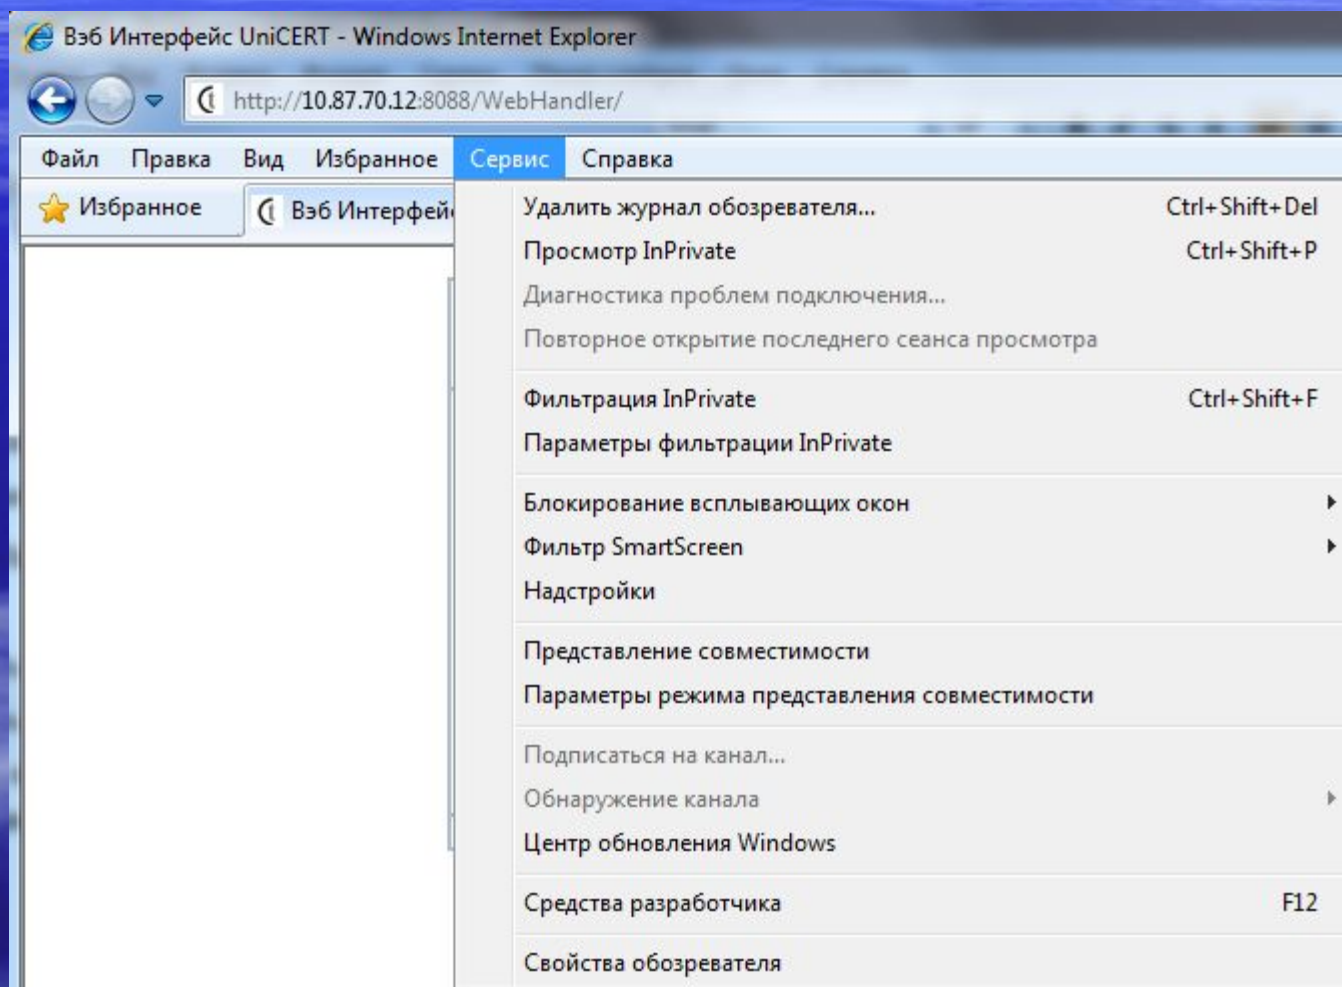 Вэб Интерфейс UniCERT - Windows Internet Explorer
http://10.87.70.12:8088/WebHandler/
Файл Правка Вид Избранное Сервис Справка
Избранное Вэб Интерфей
Удалить журнал обозревателя... Ctrl+Shift+Del
Просмотр InPrivate Ctrl+Shift+P
Диагностика проблем подключения...
Повторное открытие последнего сеанса просмотра
Фильтрация InPrivate Ctrl+Shift+F
Параметры фильтрации InPrivate
Блокирование всплывающих окон
Фильтр SmartScreen
Надстройки
Представление совместимости
Параметры режима представления совместимости
Подписаться на канал...
Обнаружение канала
Центр обновления Windows
Средства разработчика F12
Свойства обозревателя